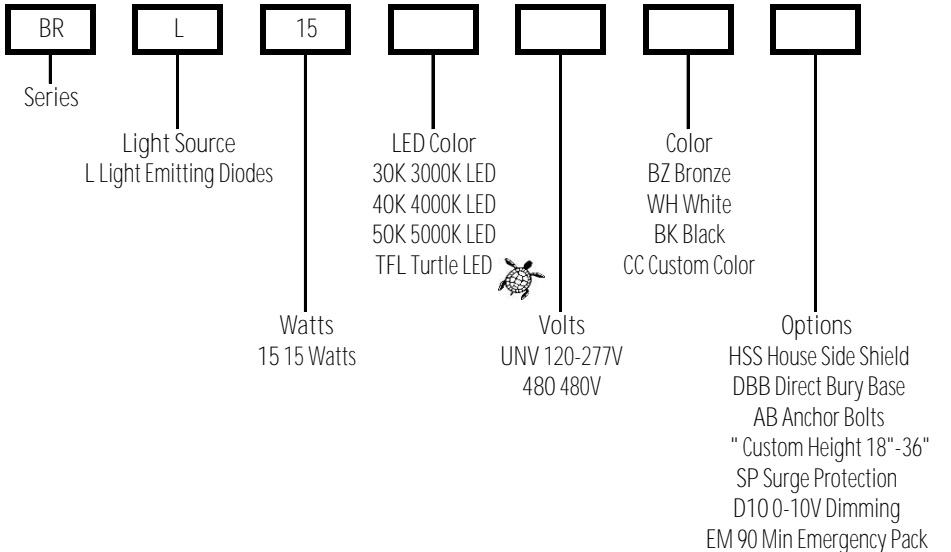 BR L 15
Series
Light Source
L Light Emitting Diodes
LED Color
30K 3000K LED
40K 4000K LED
50K 5000K LED
TFL Turtle LED
Color
BZ Bronze
WH White
BK Black
CC Custom Color
Watts
15 15 Watts
Volts
UNV 120-277V
480 480V
Options
HSS House Side Shield
DBB Direct Bury Base
AB Anchor Bolts
" Custom Height 18"-36"
SP Surge Protection
D10 0-10V Dimming
EM 90 Min Emergency Pack